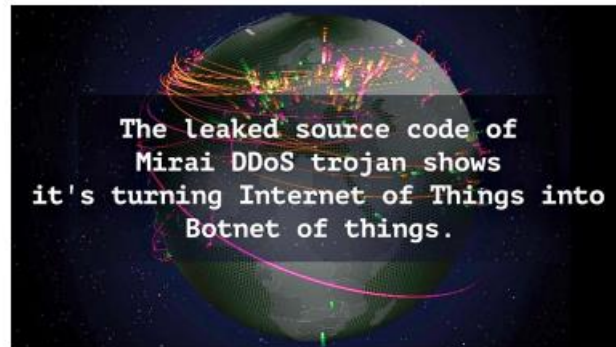 The leaked source code of
Mirai DDoS trojan shows
it's turning Internet of Things into
Botnet of things.